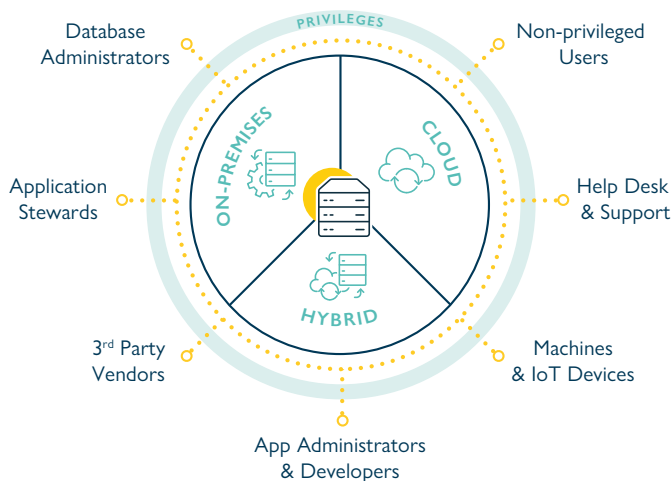 PRIVILEGES
Database
Administrators
Non-privileged
Users
ON-PREMISES
CLOUD
Application
Stewards
Help Desk
& Support
HYBRID
3rd Party
Vendors
Machines
& IoT Devices
App Administrators
& Developers